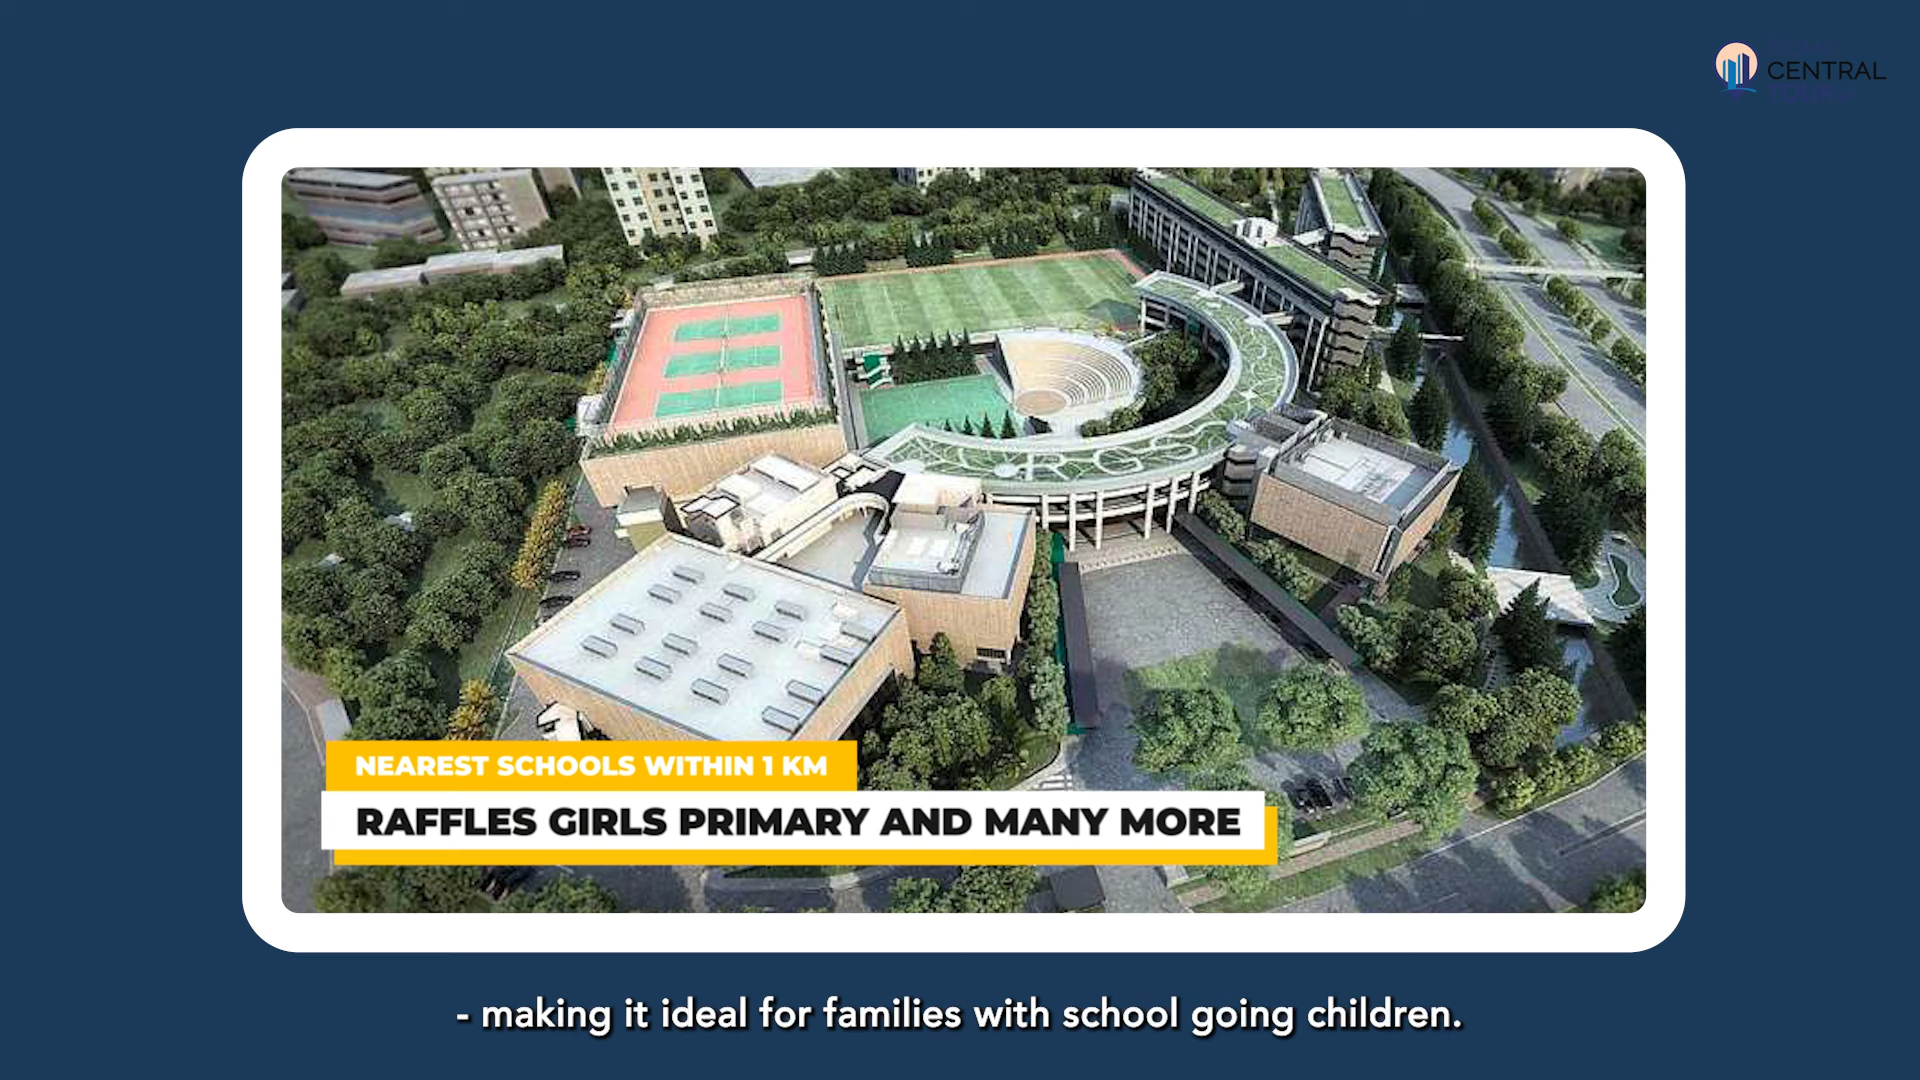 CENTRAL
NEAREST SCHOOLS WITHIN 1 KM
RAFFLES GIRLS PRIMARY AND MANY MORE
- making it ideal for families with school going children.